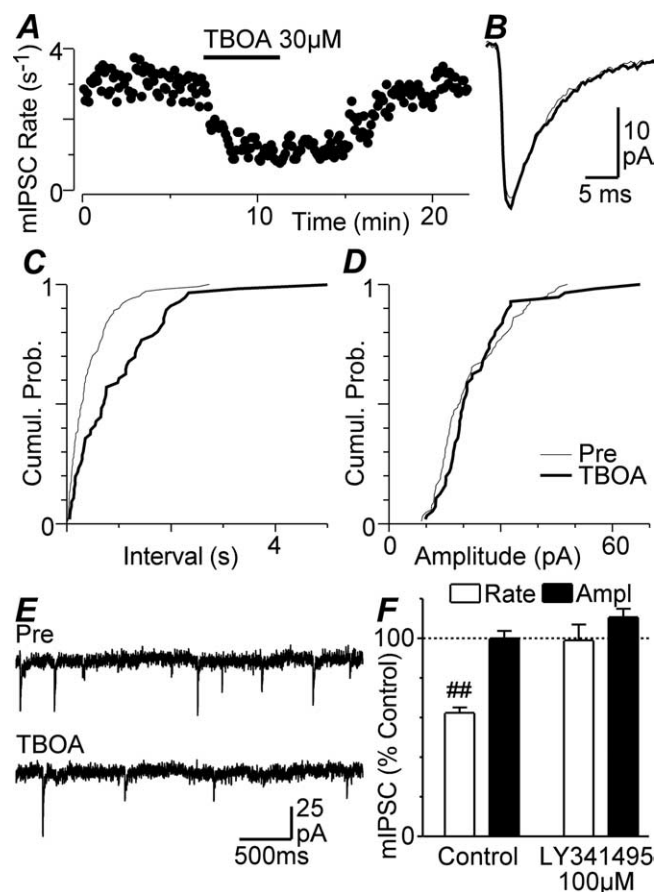 A
TBOA 30µM
4
mIPSC Rate (s-1)
0
0
10
20
Time (min)
B
10
pA
5 ms
C
1
Cumul. Prob.
0
Interval (s)
4
D
1
Cumul. Prob.
0
0
Amplitude (pA)
60
Pre
TBOA
E
Pre
TBOA
25
pA
500ms
F
Rate
Ampl
100
##
mIPSC (% Control)
0
Control
LY341495
100µM